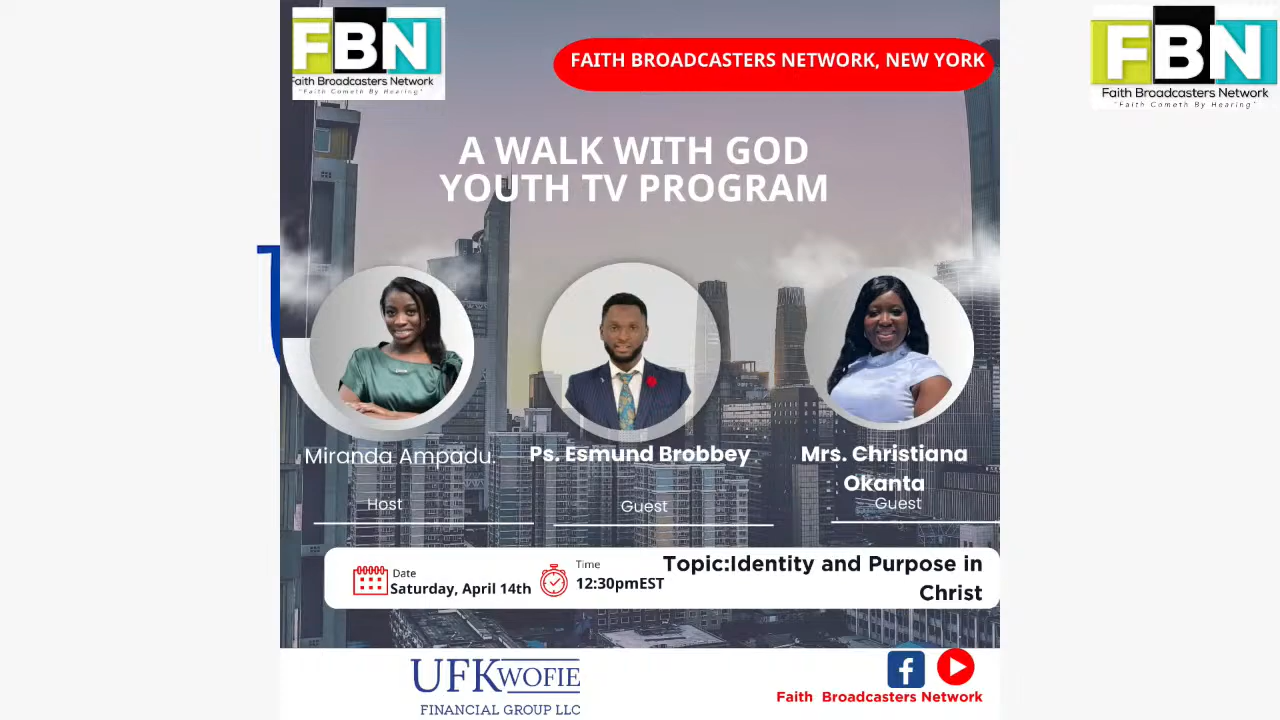 FBN
Faith Broadcasters Network
"Faith Cometh By Hearing"
FAITH BROADCASTERS NETWORK, NEW YORK
FBN
Faith Broadcasters Network
"Faith Cometh By Hearing"
A WALK WITH GOD
YOUTH TV PROGRAM
Miranda Ampadu.
Host
Ps. Esmund Brobbey
Guest
Mrs. Christiana
Okanta
Guest
Date
Saturday, April 14th
Time
12:30pmEST
Topic:Identity and Purpose in
Christ
UFKWOFIE
FINANCIAL GROUP LLC
Faith Broadcasters Network